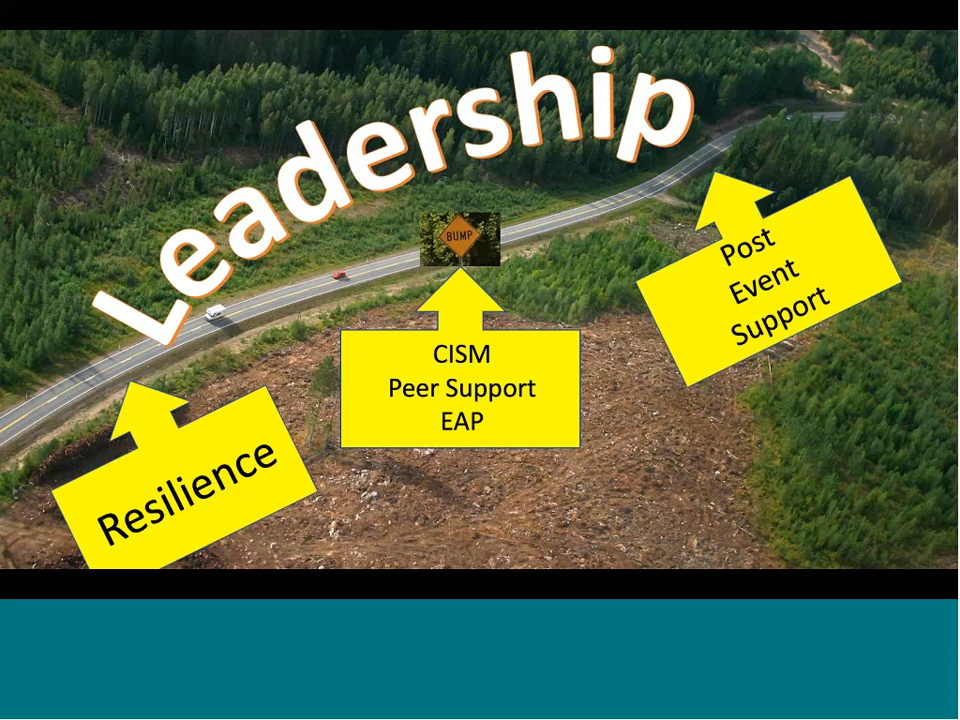 Leadership
BUMP
Post
Event
Support
CISM
Peer Support
EAP
Resilience